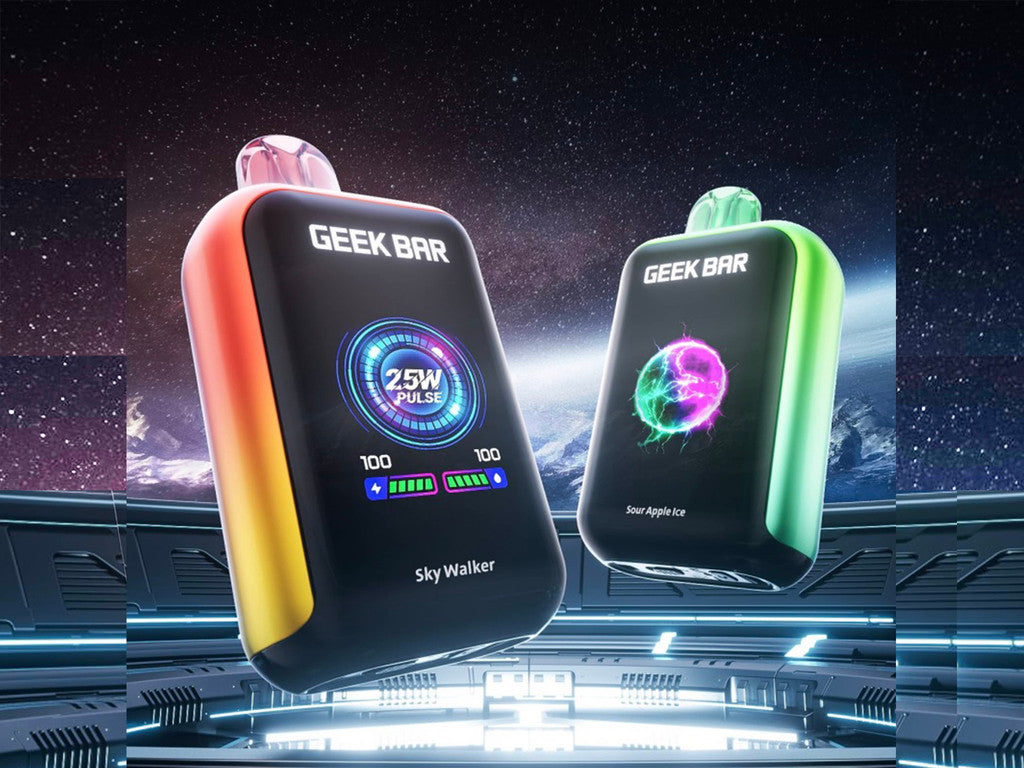 GEEK BAR
25W
PULSE
100 100
Sky Walker
GEEK BAR
Sour Apple Ice